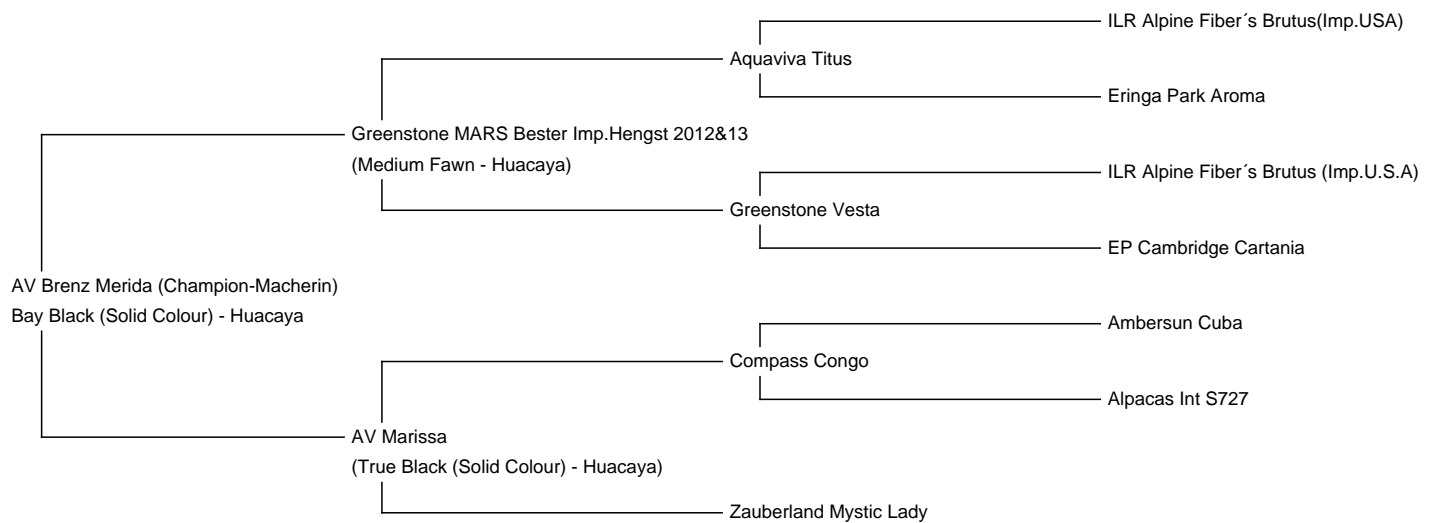 ILR Alpine Fiber´s Brutus(Imp.USA)
Aquaviva Titus
Eringa Park Aroma
Greenstone MARS Bester Imp.Hengst 2012&13
(Medium Fawn - Huacaya)
ILR Alpine Fiber´s Brutus (Imp.U.S.A)
Greenstone Vesta
EP Cambridge Cartania
AV Brenz Merida (Champion-Macherin)
Bay Black (Solid Colour) - Huacaya
Ambersun Cuba
Compass Congo
Alpacas Int S727
AV Marissa
(True Black (Solid Colour) - Huacaya)
Zauberland Mystic Lady